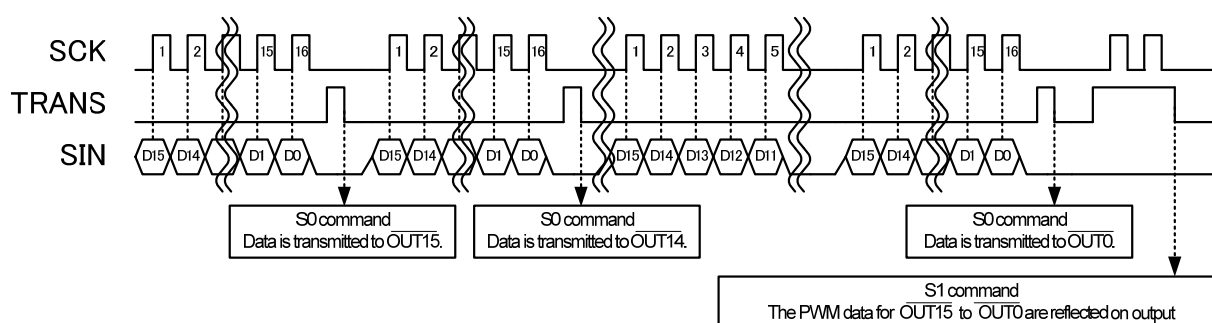 SCK 1 2 15 16 1 2 15 16 1 2 3 4 5 1 2 15 16
TRANS
SIN D15 D14 D1 D0 D15 D14 D1 D0 D15 D14 D13 D12 D11 D15 D14 D1 D0
S0 command
Data is transmitted to OUT15.
S0 command
Data is transmitted to OUT14.
S0 command
Data is transmitted to OUT0.
S1 command
The PWM data for OUT15 to OUT0 are reflected on output